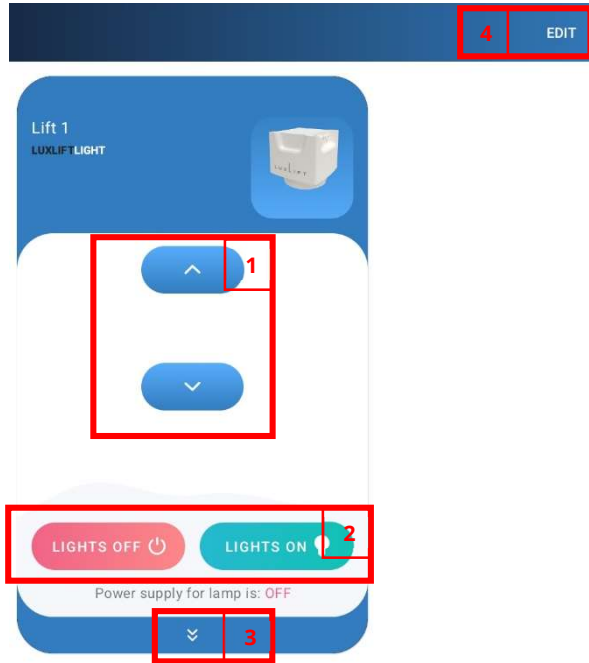 4 EDIT
Lift 1
LUXLIFTLIGHT
LUXLIFT
1
LIGHTS OFF LIGHTS ON 2
Power supply for lamp is: OFF
3